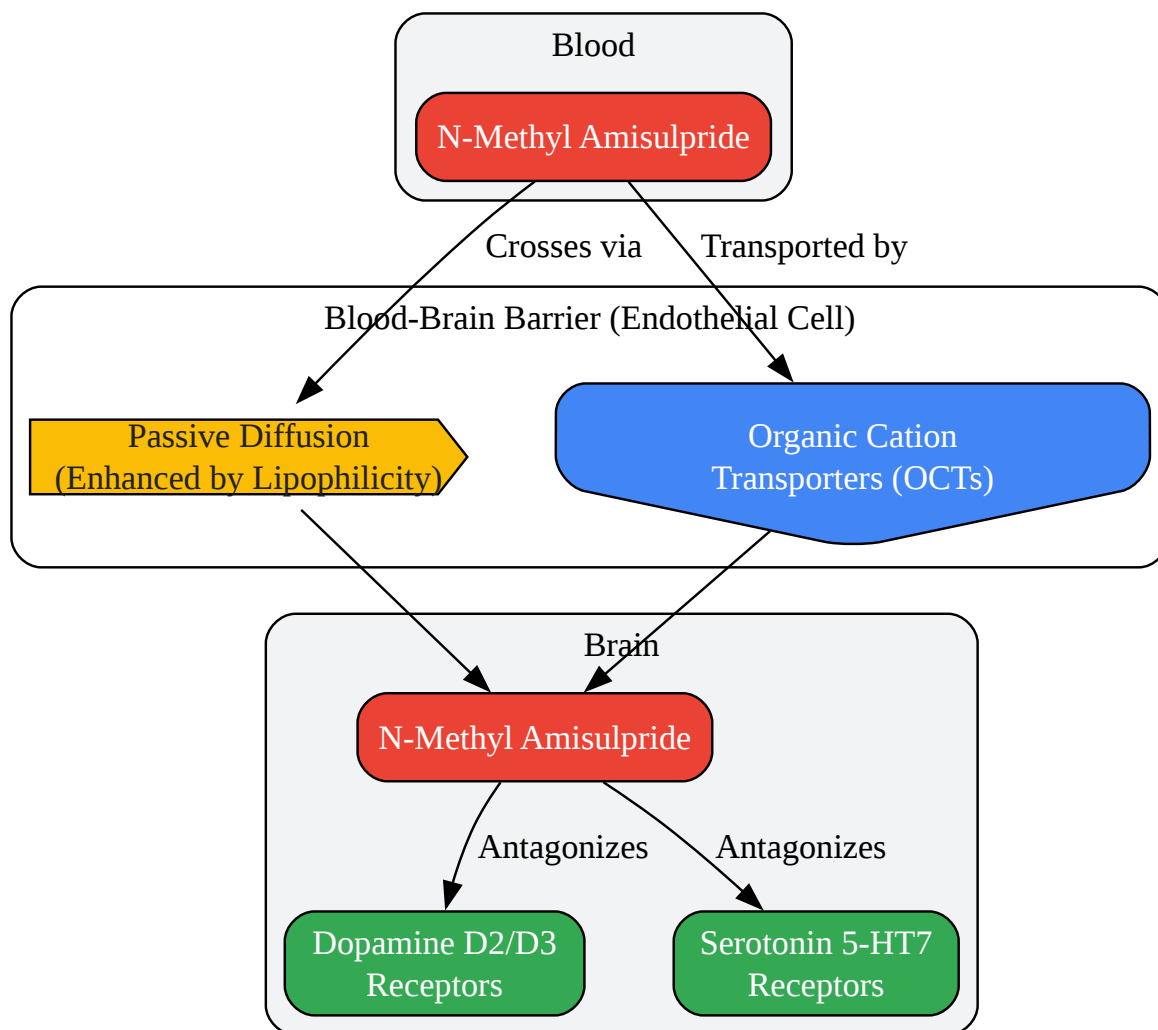 Blood
N-Methyl Amisulpride
Crosses via
Transported by
Blood-Brain Barrier (Endothelial Cell)
Passive Diffusion
(Enhanced by Lipophilicity)
Organic Cation
Transporters (OCTs)
Brain
N-Methyl Amisulpride
Antagonizes
Antagonizes
Dopamine D2/D3
Receptors
Serotonin 5-HT7
Receptors